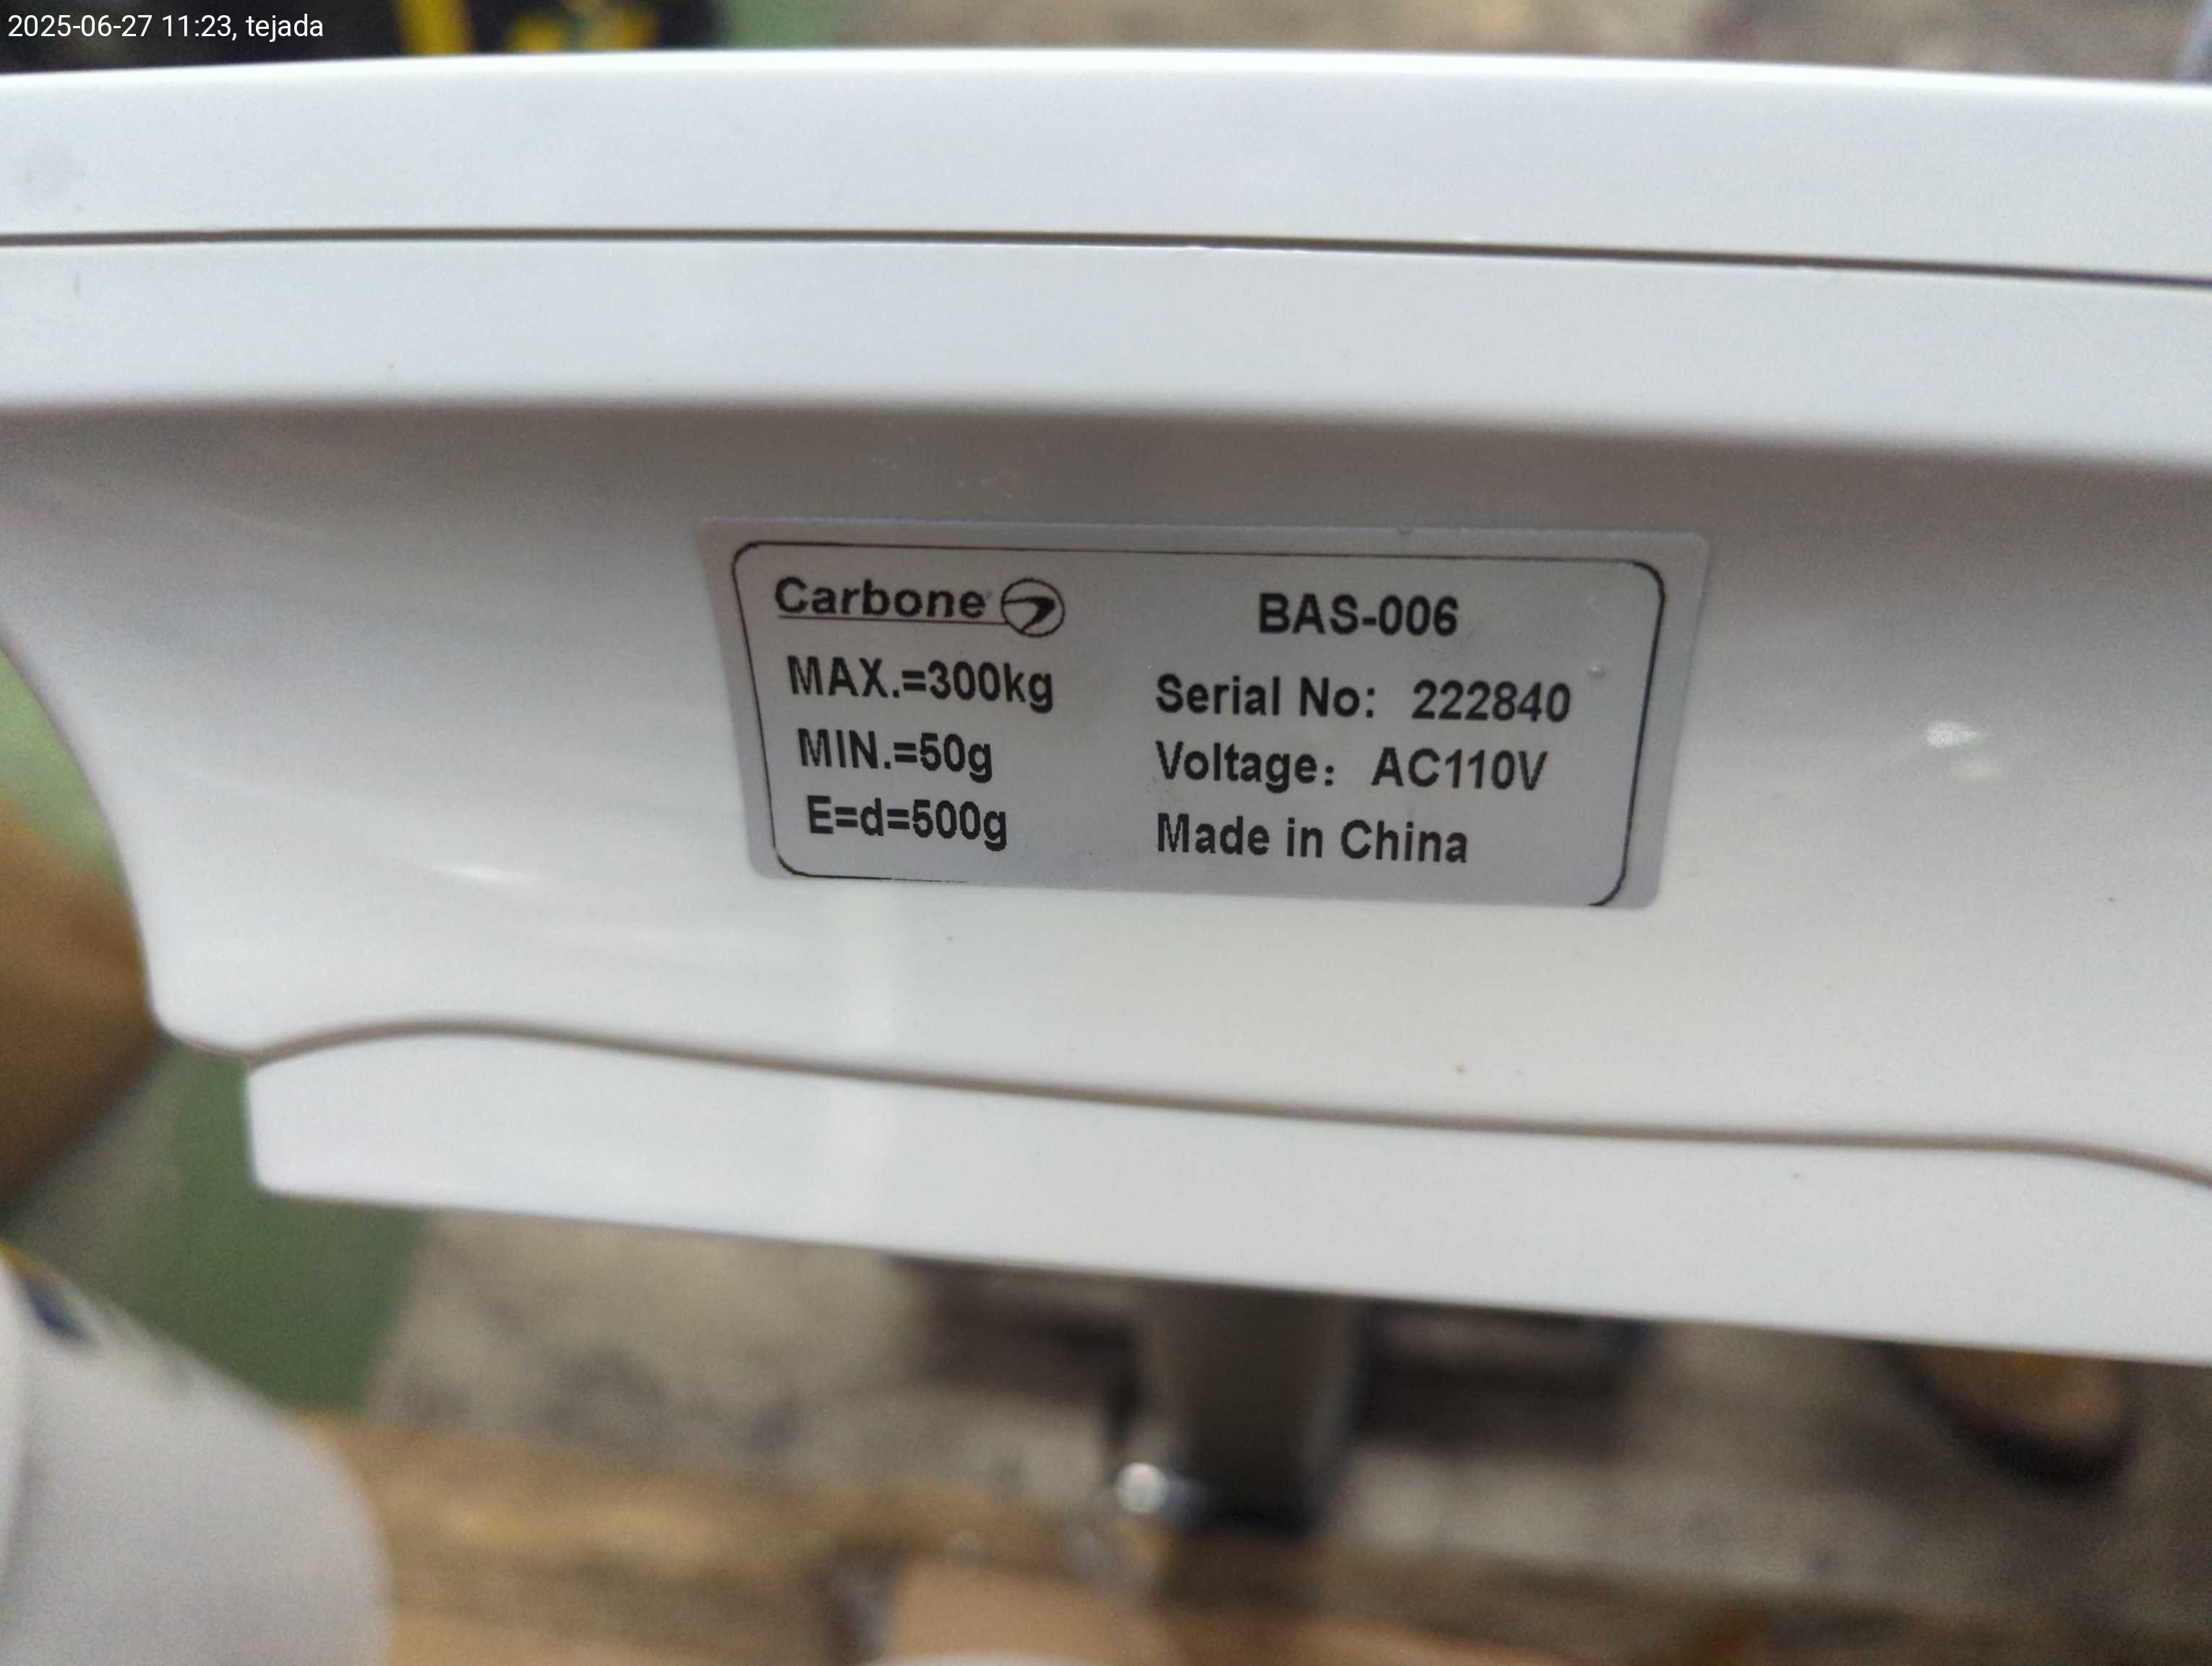 2025-06-27 11:23, tejada
Carbone
BAS-006
MAX.=300kg
Serial No: 222840
MIN.=50g
Voltage: AC110V
E=d=500g
Made in China